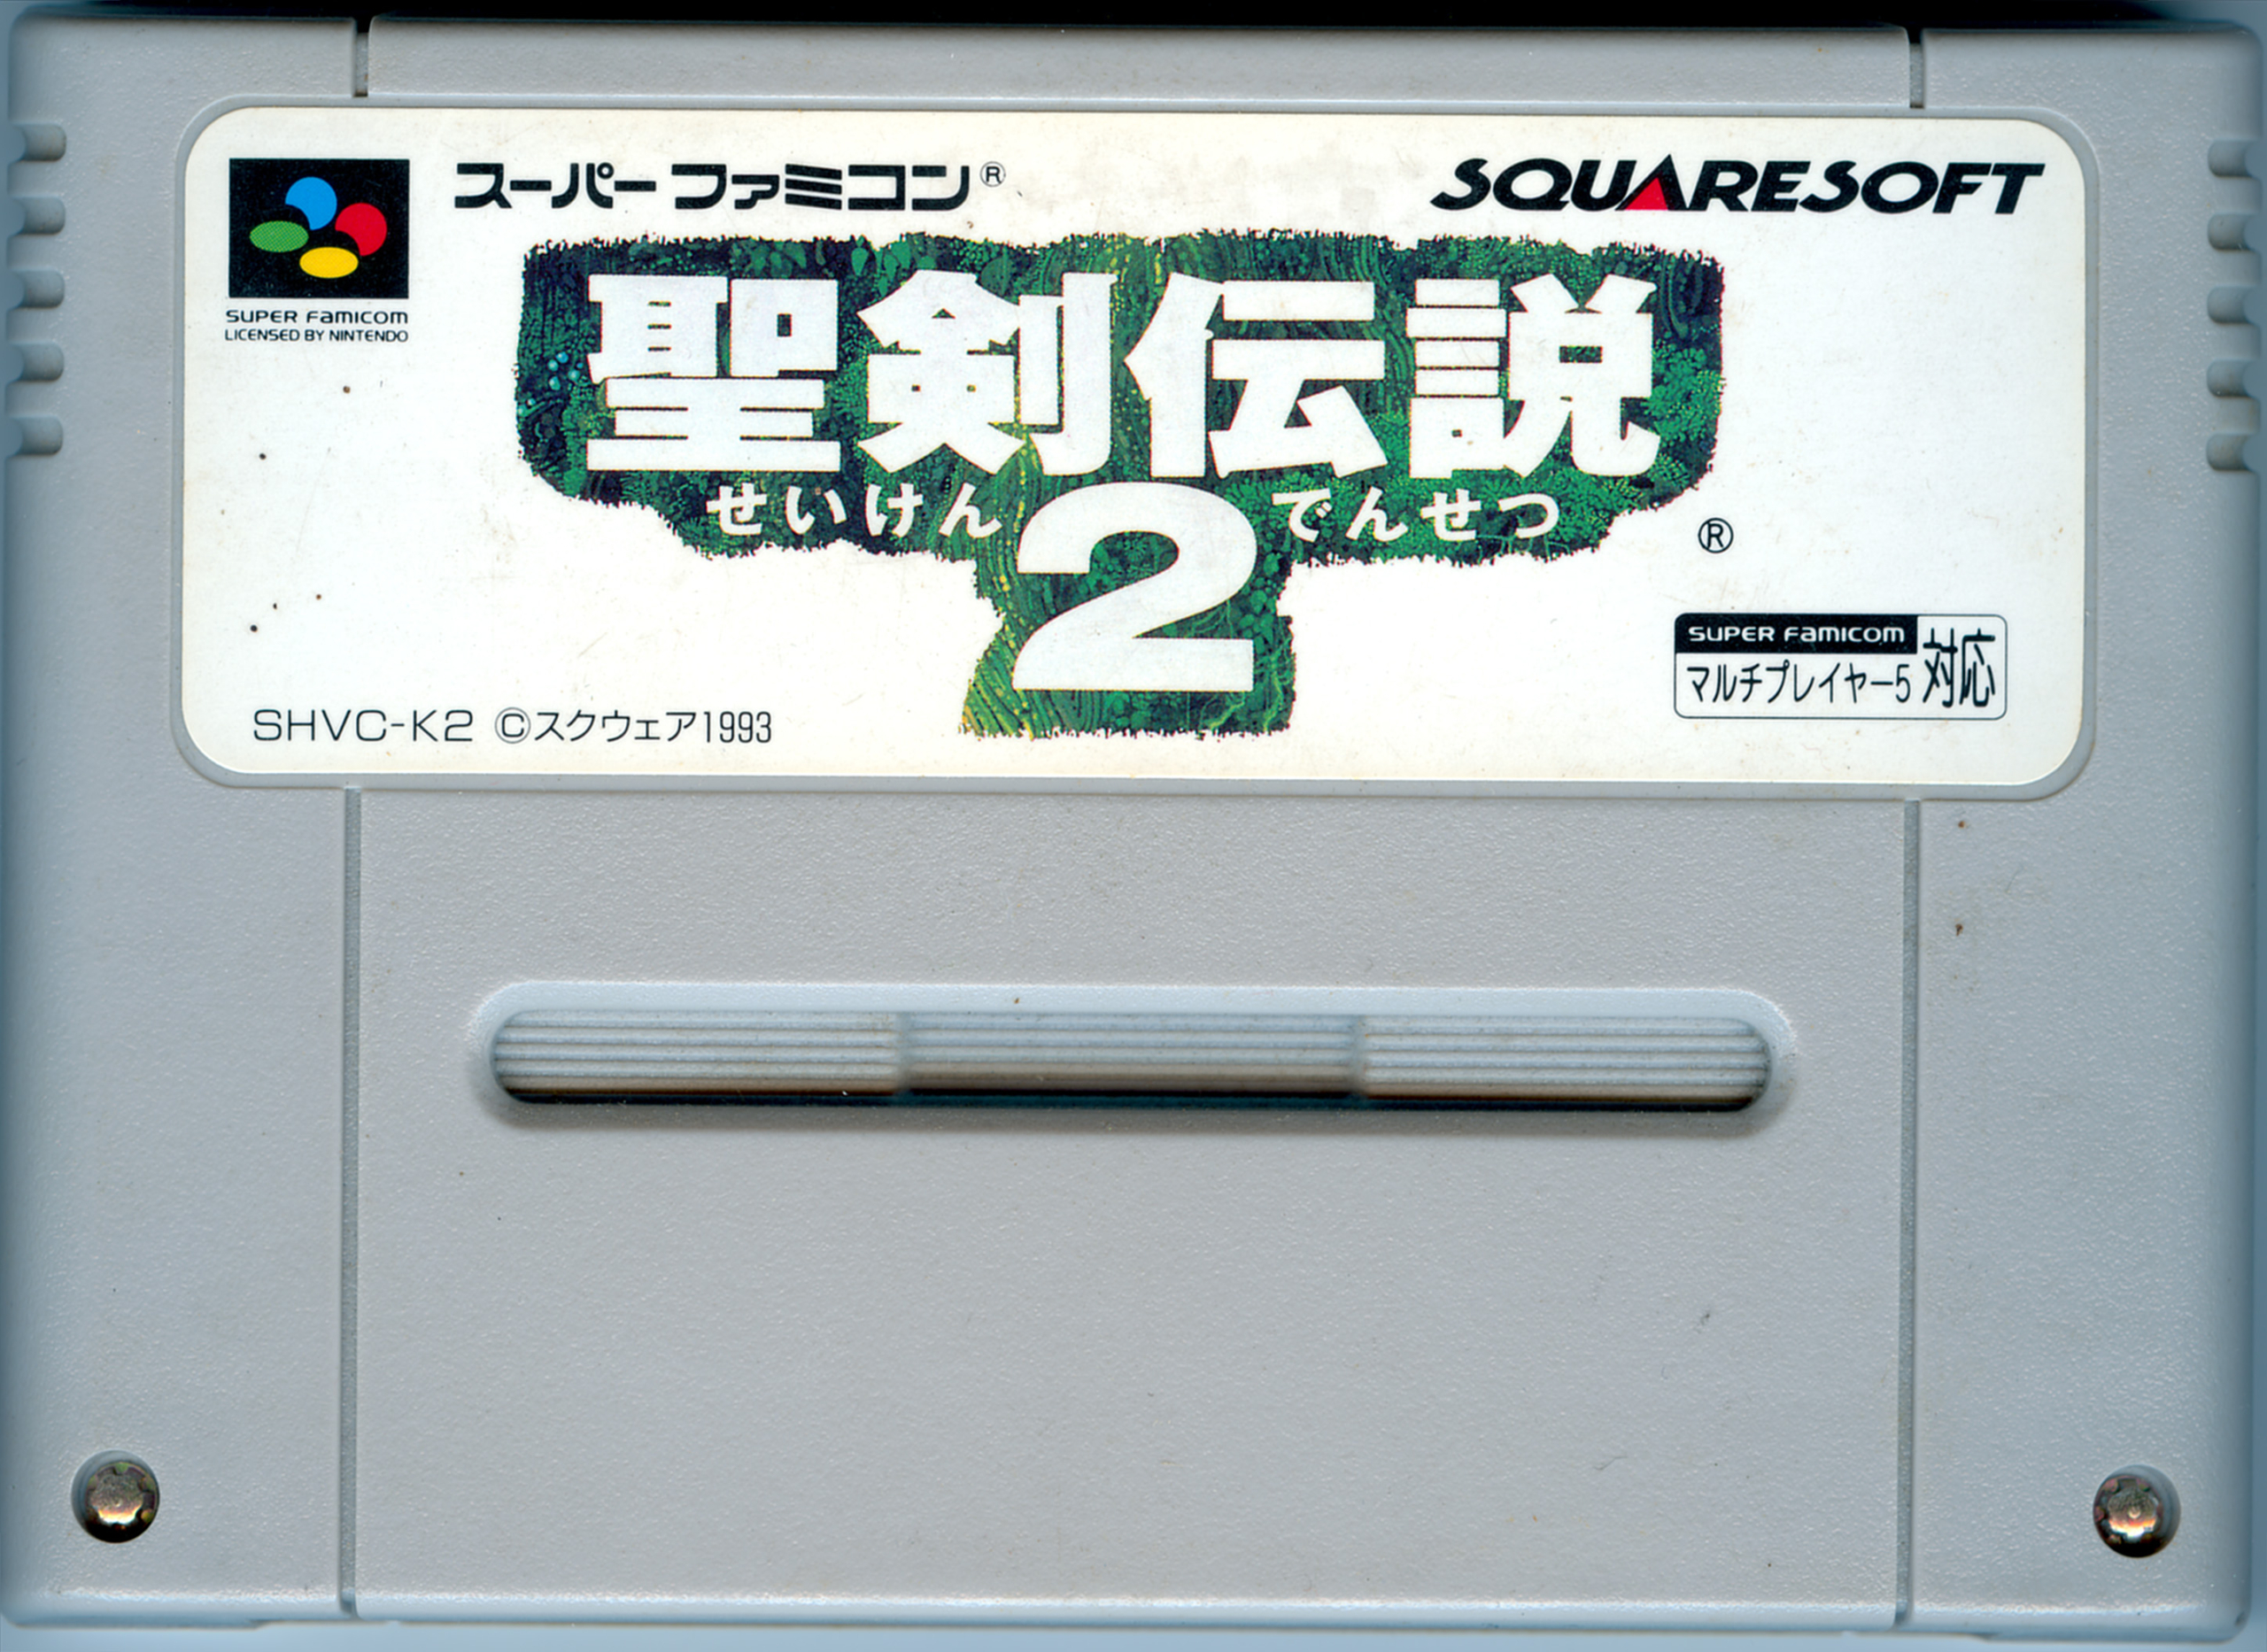 スーパーファミコン®
SQUARESOFT
SUPER FAMICOM
LICENSED BY NINTENDO
聖剣伝説
せいけん でんせつ
2
®
SUPER FAMICOM
マルチプレイヤー5 対応
SHVC-K2 ©スクウェア1993